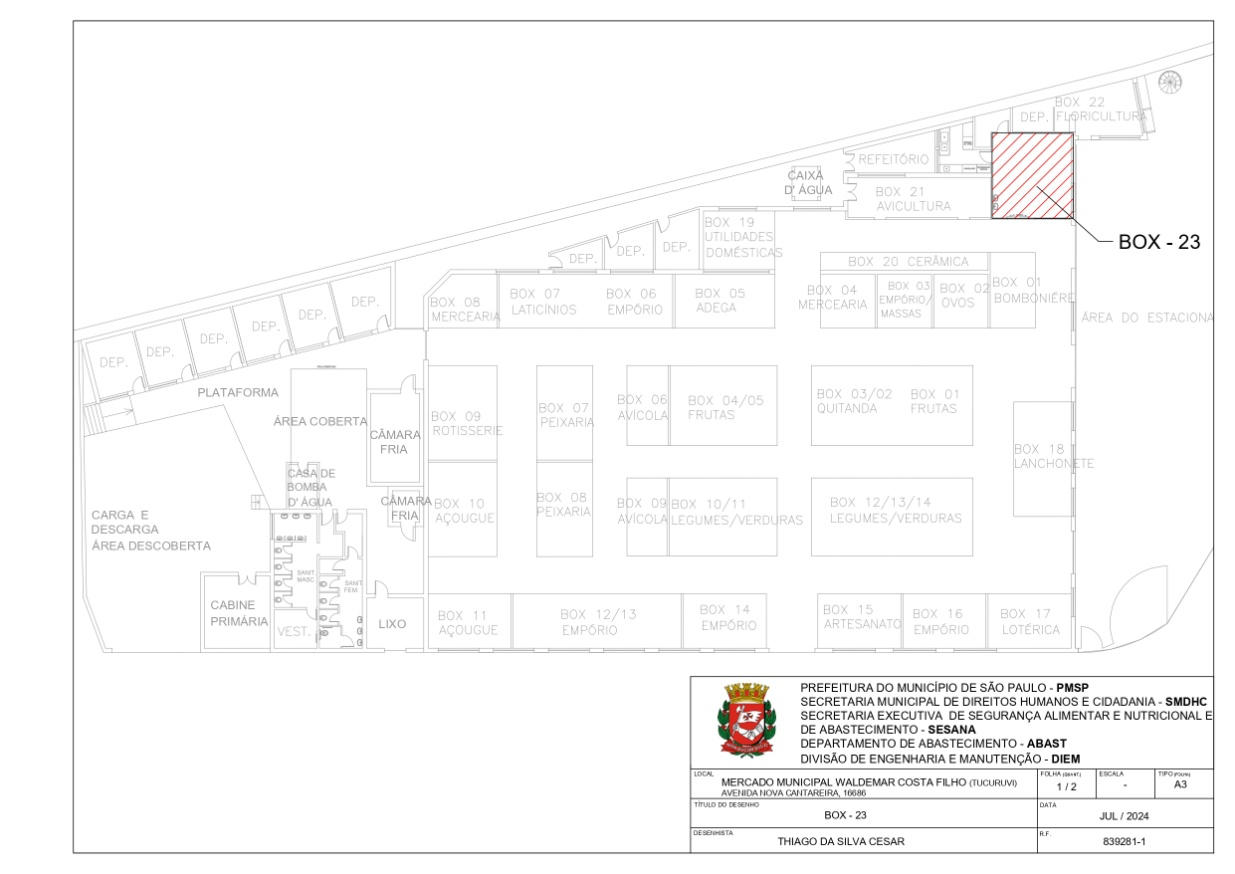 BOX 22
FLORICULTURA
DEP.
REFEITÓRIO
CAIXA
D' ÁGUA
BOX 21
AVICULTURA
BOX - 23
BOX 19
UTILIDADES
DOMÉSTICAS
DEP.
DEP.
DEP.
BOX 20 CERÂMICA
BOX 08
MERCEARIA
BOX 07
LATICÍNIOS
BOX 06
EMPÓRIO
BOX 05
ADEGA
BOX 04
MERCEARIA
BOX 03
EMPÓRIO/
MASSAS
BOX 02
OVOS
BOX 01
BOMBONIÉRE
ÁREA DO ESTACIONA
DEP.
DEP.
DEP.
DEP.
DEP.
DEP.
PLATAFORMA
ÁREA COBERTA
CÂMARA
FRIA
BOX 09
ROTISSERIE
BOX 07
PEIXARIA
BOX 06
AVÍCOLA
BOX 04/05
FRUTAS
BOX 03/02
QUITANDA
BOX 01
FRUTAS
BOX 18
LANCHONETE
CASA DE
BOMBA
D' ÁGUA
CÂMARA
FRIA
BOX 10
AÇOUGUE
BOX 08
PEIXARIA
BOX 09
AVÍCOLA
BOX 10/11
LEGUMES/VERDURAS
BOX 12/13/14
LEGUMES/VERDURAS
CARGA E
DESCARGA
ÁREA DESCOBERTA
SANIT.
MASC.
SANIT.
FEM.
CABINE
PRIMÁRIA
VEST.
LIXO
BOX 11
AÇOUGUE
BOX 12/13
EMPÓRIO
BOX 14
EMPÓRIO
BOX 15
ARTESANATO
BOX 16
EMPÓRIO
BOX 17
LOTÉRICA
PREFEITURA DO MUNICÍPIO DE SÃO PAULO - PMSP
SECRETARIA MUNICIPAL DE DIREITOS HUMANOS E CIDADANIA - SMDHC
SECRETARIA EXECUTIVA DE SEGURANÇA ALIMENTAR E NUTRICIONAL E
DE ABASTECIMENTO - SESANA
DEPARTAMENTO DE ABASTECIMENTO - ABAST
DIVISÃO DE ENGENHARIA E MANUTENÇÃO - DIEM
LOCAL
MERCADO MUNICIPAL WALDEMAR COSTA FILHO (TUCURUVI)
AVENIDA NOVA CANTAREIRA, 16686
FOLHA
1 / 2
ESCALA
-
TIPO (FOLHA)
A3
TÍTULO DO DESENHO
BOX - 23
DATA
JUL / 2024
DESENHISTA
THIAGO DA SILVA CESAR
R.F.
839281-1